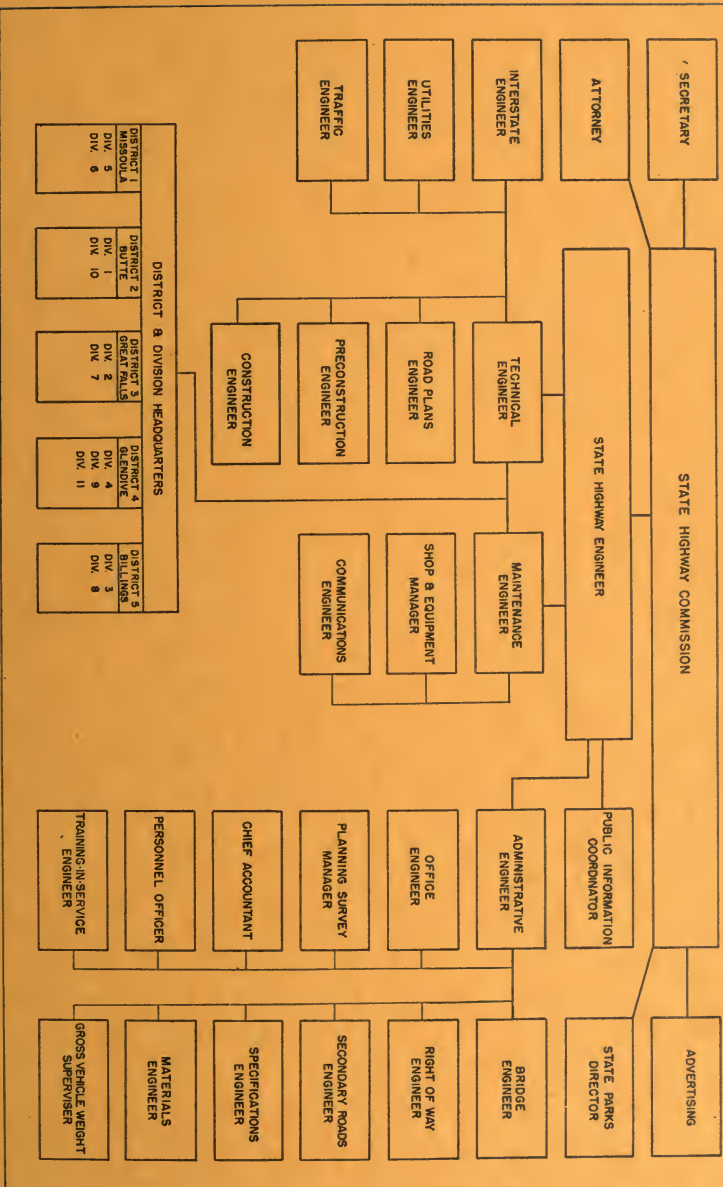 STATE HIGHWAY COMMISSION
SECRETARY
ATTORNEY
ADVERTISING
STATE PARKS
DIRECTOR
STATE HIGHWAY ENGINEER
PUBLIC INFORMATION
COORDINATOR
INTERSTATE
ENGINEER
UTILITIES
ENGINEER
TRAFFIC
ENGINEER
TECHNICAL
ENGINEER
ROAD PLANS
ENGINEER
PRECONSTRUCTION
ENGINEER
CONSTRUCTION
ENGINEER
MAINTENANCE
ENGINEER
SHOP & EQUIPMENT
MANAGER
COMMUNICATIONS
ENGINEER
ADMINISTRATIVE
ENGINEER
OFFICE
ENGINEER
PLANNING SURVEY
MANAGER
CHIEF ACCOUNTANT
PERSONNEL OFFICER
TRAINING-IN-SERVICE
ENGINEER
BRIDGE
ENGINEER
RIGHT OF WAY
ENGINEER
SECONDARY ROADS
ENGINEER
SPECIFICATIONS
ENGINEER
MATERIALS
ENGINEER
GROSS VEHICLE WEIGHT
SUPERVISER
DISTRICT & DIVISION HEADQUARTERS
DISTRICT 1
MISSOULA
DIV. 5
DIV. 6
DISTRICT 2
BUTTE
DIV. 1
DIV. 10
DISTRICT 3
GREAT FALLS
DIV. 2
DIV. 7
DISTRICT 4
GLENDIVE
DIV. 4
DIV. 9
DIV. 11
DISTRICT 5
BILLINGS
DIV. 3
DIV. 8